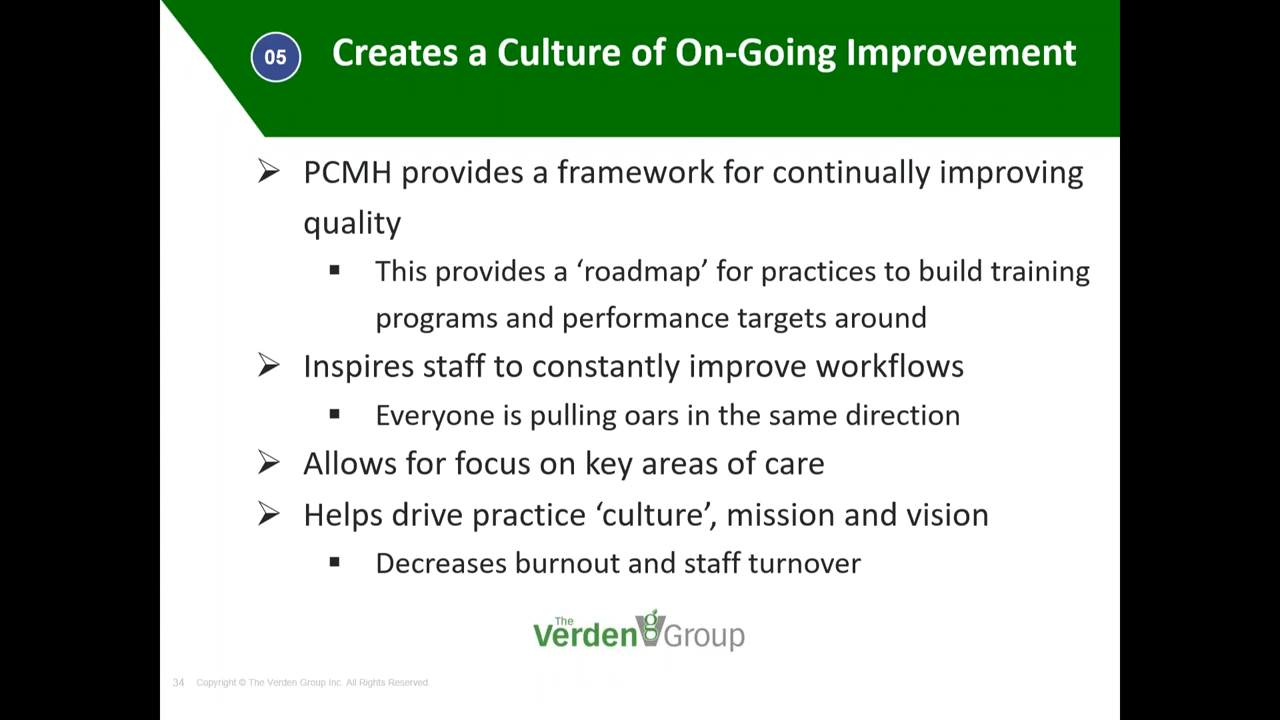 05
Creates a Culture of On-Going Improvement
➢ PCMH provides a framework for continually improving
quality
▪ This provides a ‘roadmap’ for practices to build training
programs and performance targets around
➢ Inspires staff to constantly improve workflows
▪ Everyone is pulling oars in the same direction
➢ Allows for focus on key areas of care
➢ Helps drive practice ‘culture’, mission and vision
▪ Decreases burnout and staff turnover
The
Verden g Group
34 Copyright © The Verden Group Inc. All Rights Reserved